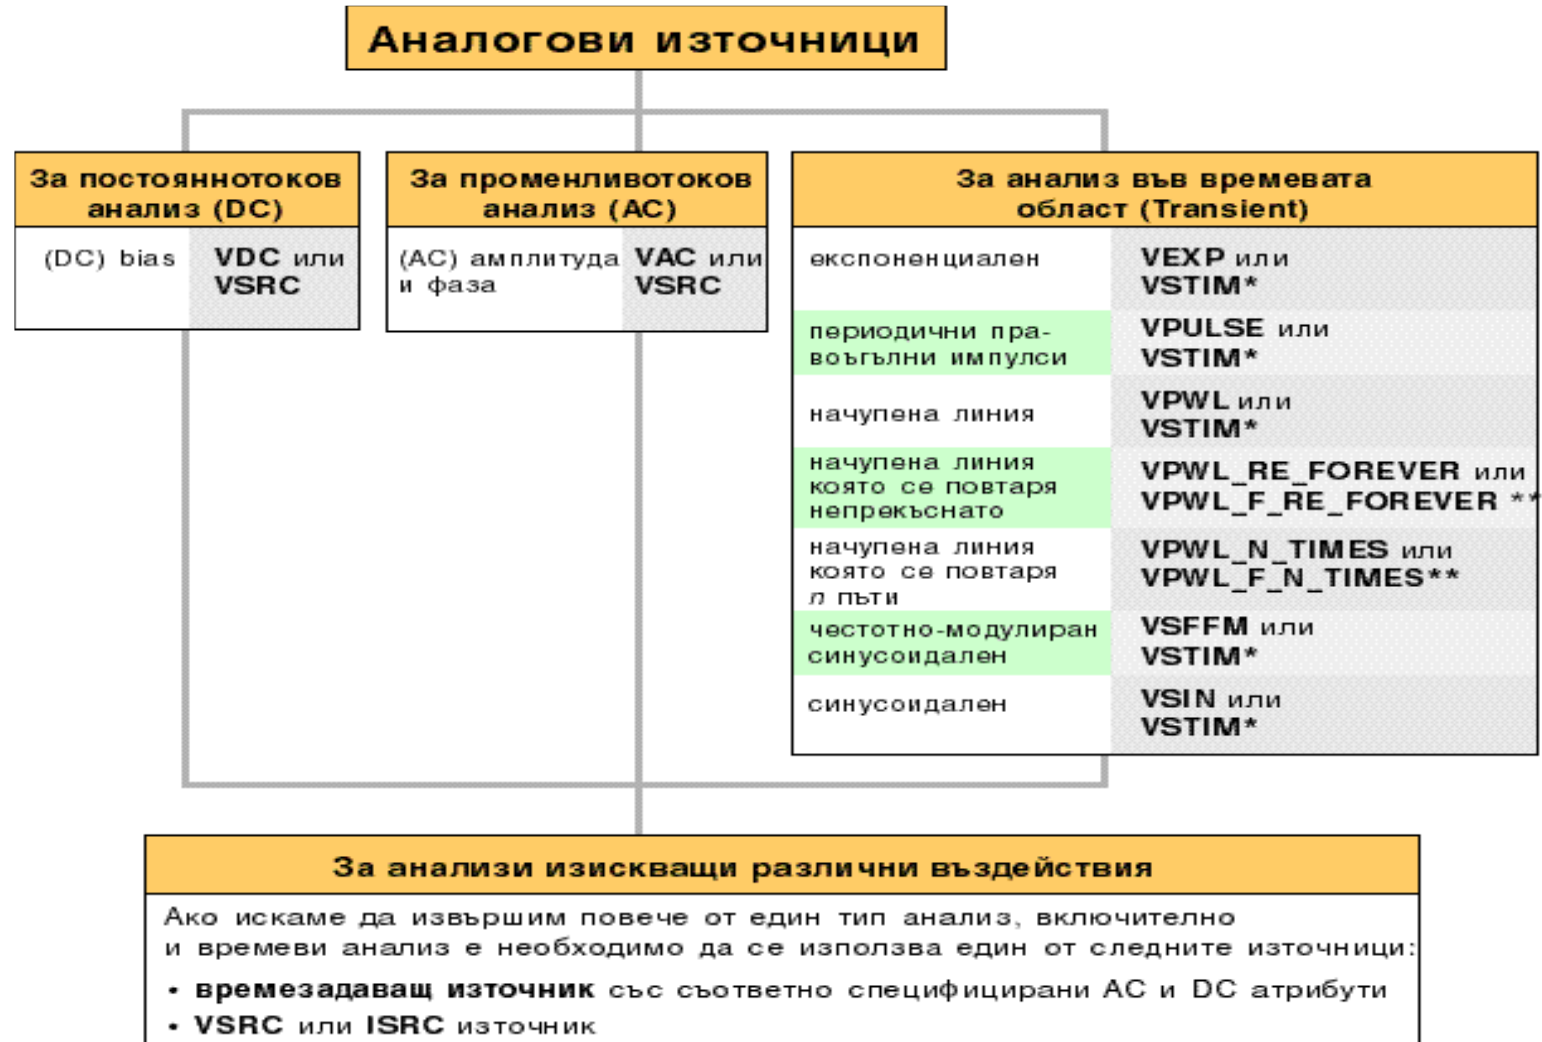 Аналогови източници
За постояннотоков
анализ (DC)
(DC) bias
VDC или
VSRC
За променливотоков
анализ (AC)
(AC) амплитуда
и фаза
VAC или
VSRC
За анализ във времевата
област (Transient)
експоненциален
VEXP или
VSTIM*
периодични пра-
воъгълни импулси
VPULSE или
VSTIM*
начупена линия
VPWL или
VSTIM*
начупена линия
която се повтаря
непрекъснато
VPWL_RE_FOREVER или
VPWL_F_RE_FOREVER **
начупена линия
която се повтаря
n пъти
VPWL_N_TIMES или
VPWL_F_N_TIMES**
честотно-модулиран
синусоидален
VSFFM или
VSTIM*
синусоидален
VSIN или
VSTIM*
За анализи изискващи различни въздействия
Ако искаме да извършим повече от един тип анализ, включително
и времеви анализ е необходимо да се използва един от следните източници:
• времезадаващ източник със съответно специфицирани AC и DC атрибути
• VSRC или ISRC източник